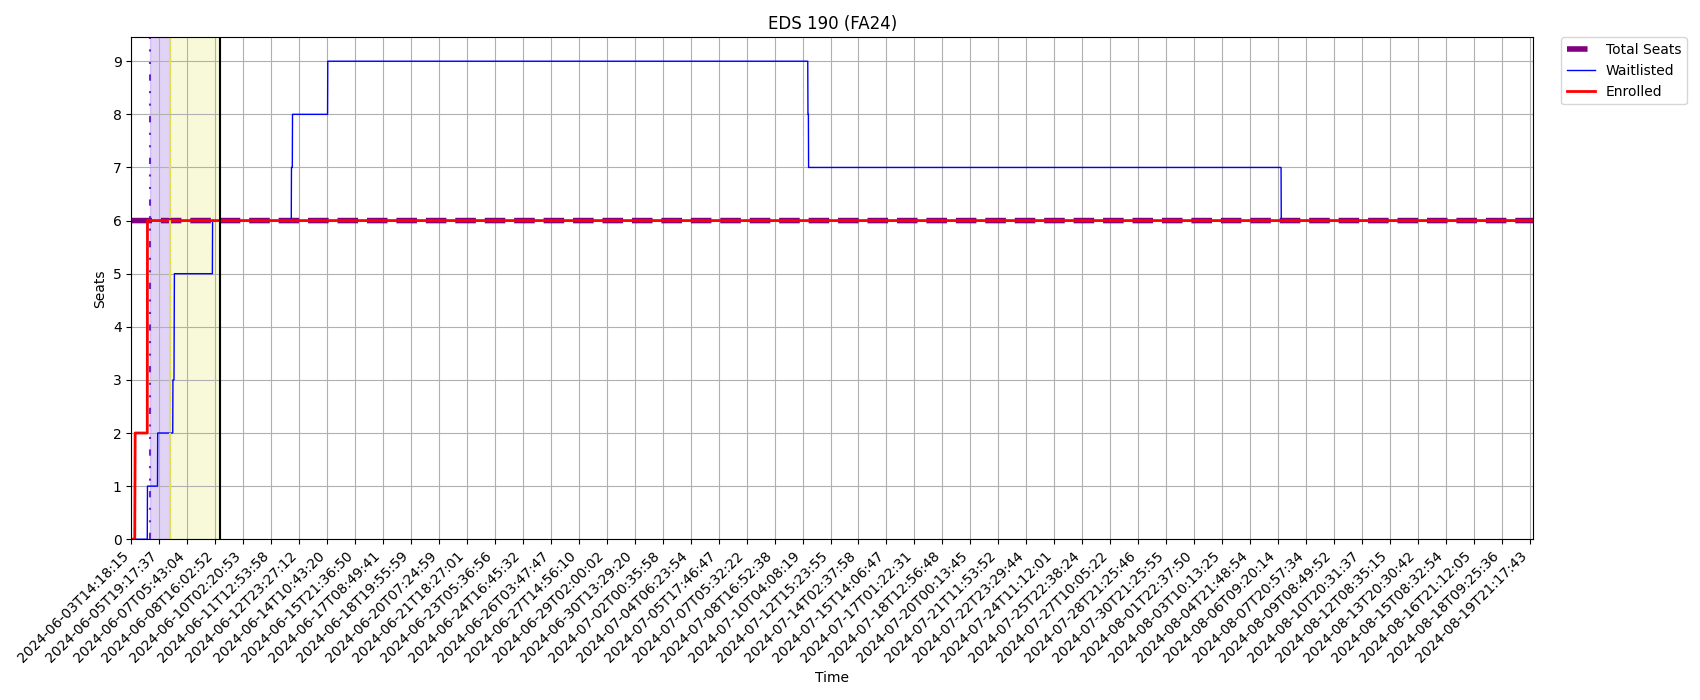 EDS 190 (FA24)
Total Seats
Waitlisted
Enrolled
Seats
9
8
7
6
5
4
3
2
1
0
2024-06-03T14:18:15
2024-06-05T19:17:37
2024-06-07T05:43:04
2024-06-08T16:02:52
2024-06-10T02:20:53
2024-06-11T12:53:58
2024-06-12T23:27:12
2024-06-14T10:43:20
2024-06-15T21:36:50
2024-06-17T08:49:41
2024-06-18T19:55:59
2024-06-20T07:24:59
2024-06-21T18:27:01
2024-06-23T05:36:56
2024-06-24T16:45:32
2024-06-26T03:47:47
2024-06-27T14:56:10
2024-06-29T02:00:02
2024-06-30T13:29:20
2024-07-02T00:35:58
2024-07-04T06:23:54
2024-07-05T17:46:47
2024-07-07T05:32:22
2024-07-08T16:52:38
2024-07-10T04:08:19
2024-07-12T15:23:55
2024-07-14T02:37:58
2024-07-15T14:06:47
2024-07-17T01:22:31
2024-07-18T12:56:48
2024-07-20T00:13:45
2024-07-21T11:53:52
2024-07-22T23:29:44
2024-07-24T11:12:01
2024-07-25T22:38:24
2024-07-27T10:05:22
2024-07-28T21:25:46
2024-07-30T21:25:55
2024-08-01T22:37:50
2024-08-03T10:13:25
2024-08-04T21:48:54
2024-08-06T09:20:14
2024-08-07T20:57:34
2024-08-09T08:49:52
2024-08-10T20:31:37
2024-08-12T08:35:15
2024-08-13T20:30:42
2024-08-15T08:32:54
2024-08-16T21:12:05
2024-08-18T09:25:36
2024-08-19T21:17:43
Time